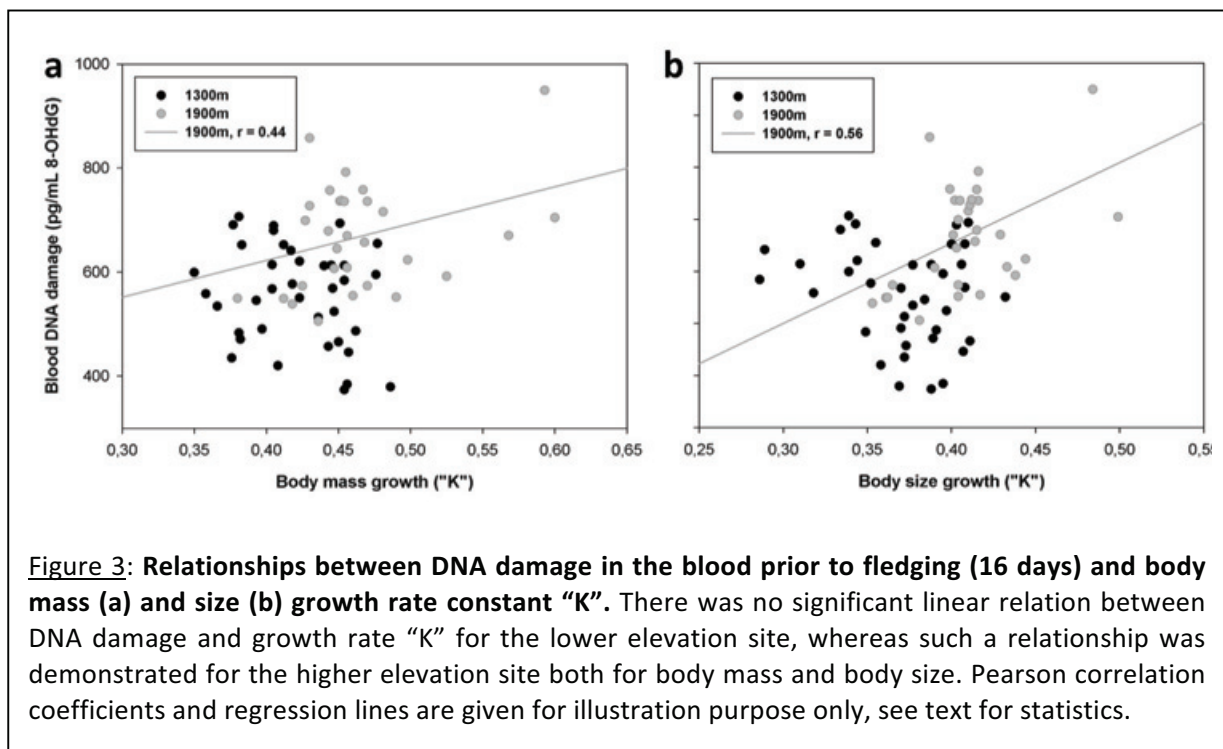 a
b
1300m
1900m
1900m, r = 0.44
1300m
1900m
1900m, r = 0.56
Blood DNA damage (pg/mL 8-OHdG)
1000
800
600
400
0,30 0,35 0,40 0,45 0,50 0,55 0,60 0,65
0,25 0,30 0,35 0,40 0,45 0,50 0,55
Body mass growth ("K")
Body size growth ("K")
Figure 3: Relationships between DNA damage in the blood prior to fledging (16 days) and body
mass (a) and size (b) growth rate constant “K”. There was no significant linear relation between
DNA damage and growth rate “K” for the lower elevation site, whereas such a relationship was
demonstrated for the higher elevation site both for body mass and body size. Pearson correlation
coefficients and regression lines are given for illustration purpose only, see text for statistics.